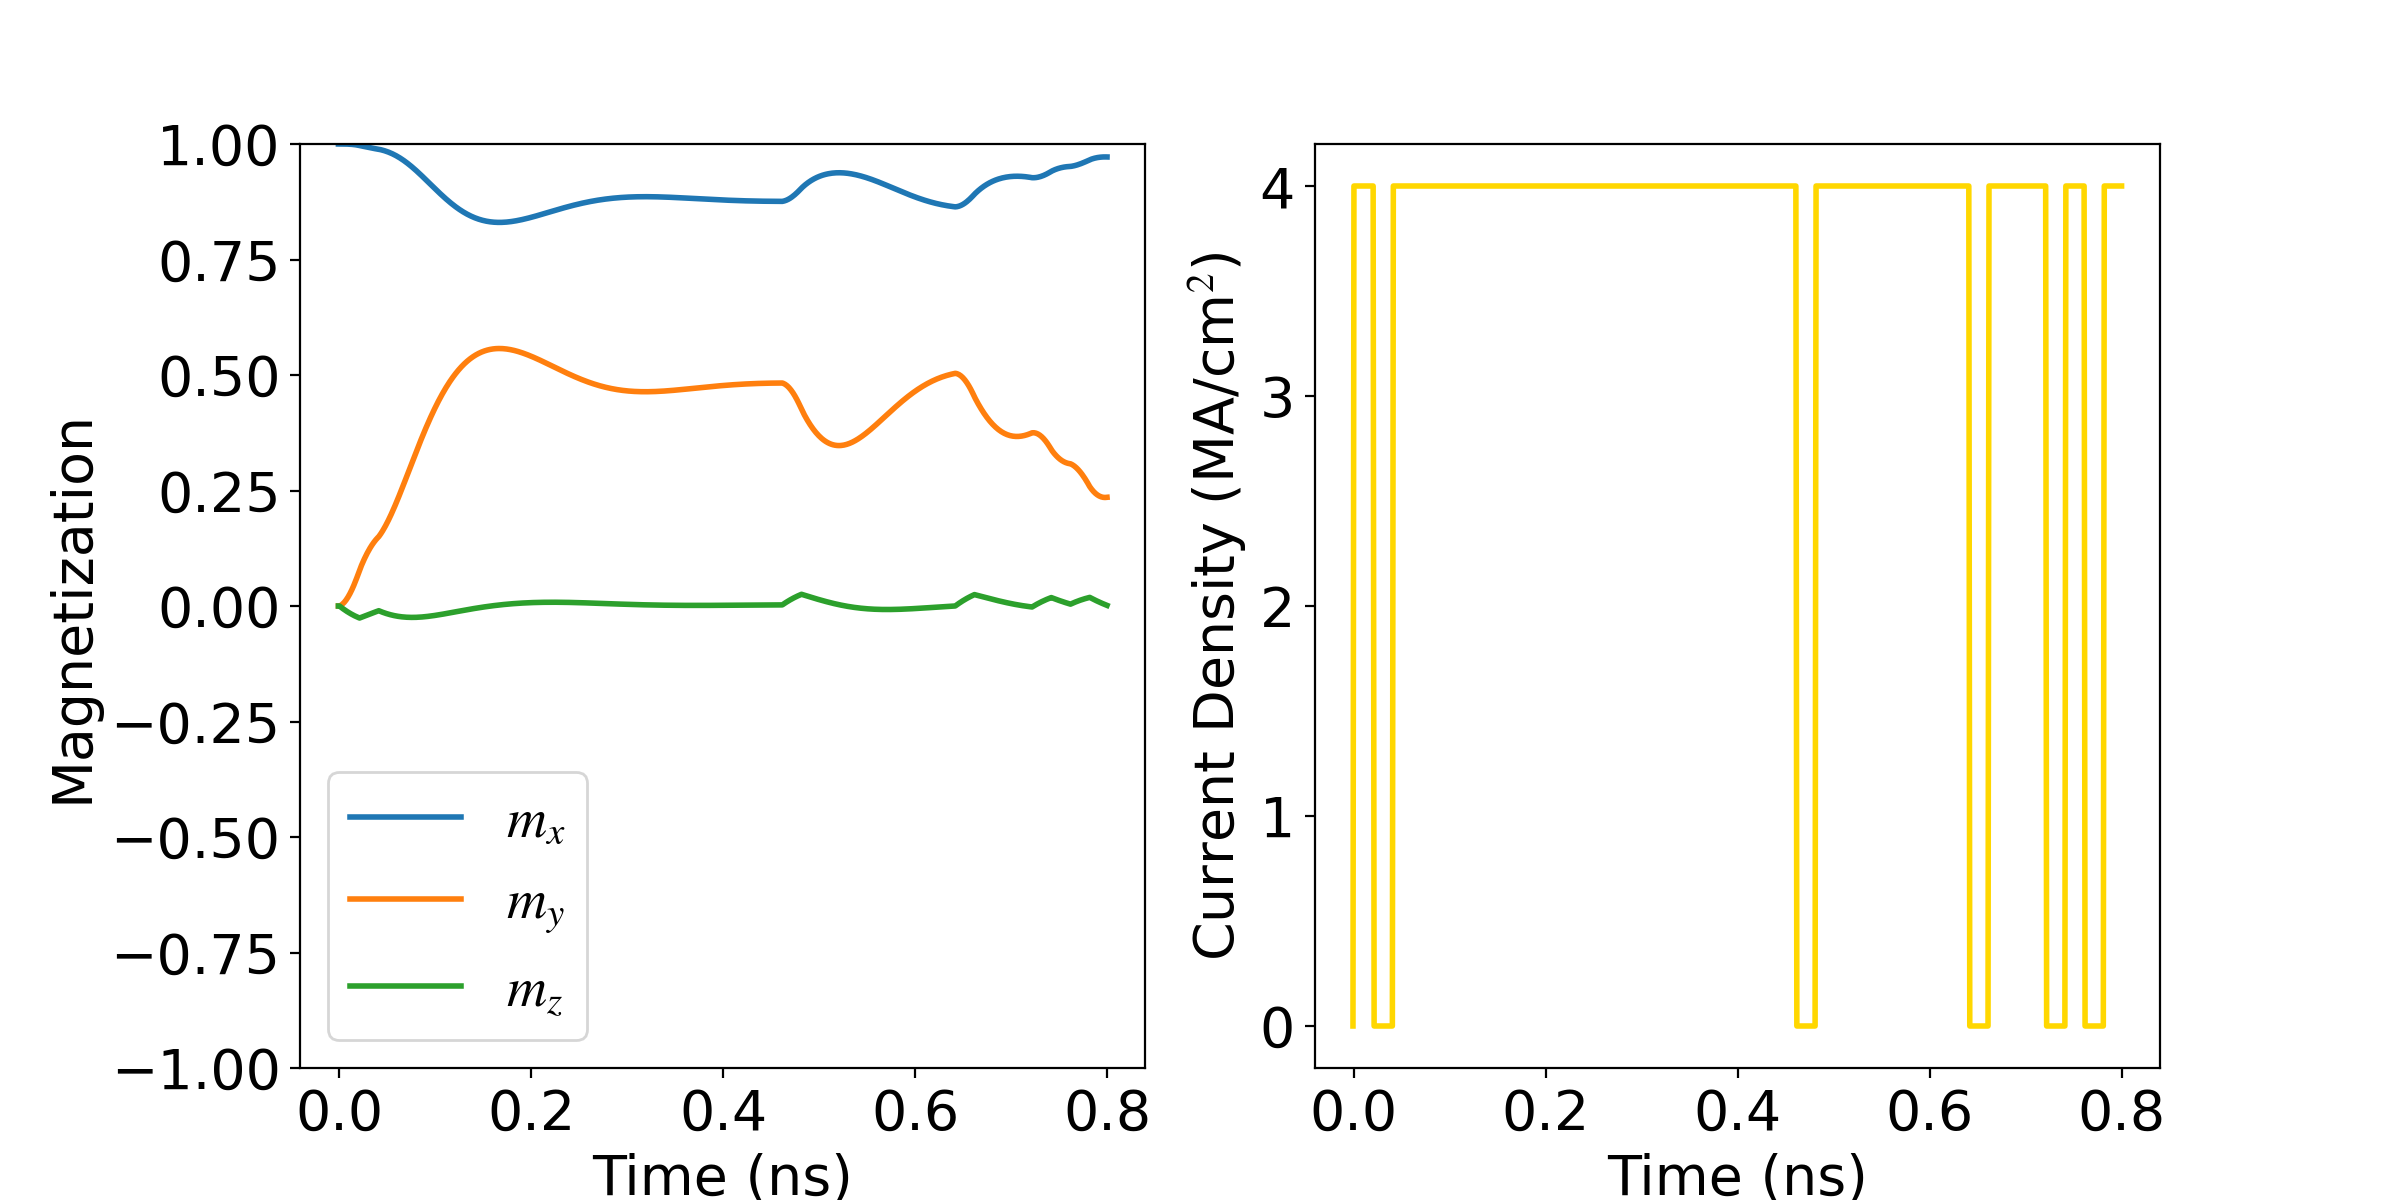 Magnetization
1.00
0.75
0.50
0.25
0.00
−0.25
−0.50
−0.75
−1.00
m_x
m_y
m_z
0.0 0.2 0.4 0.6 0.8
Time (ns)
Current Density (MA/cm²)
4
3
2
1
0
0.0 0.2 0.4 0.6 0.8
Time (ns)